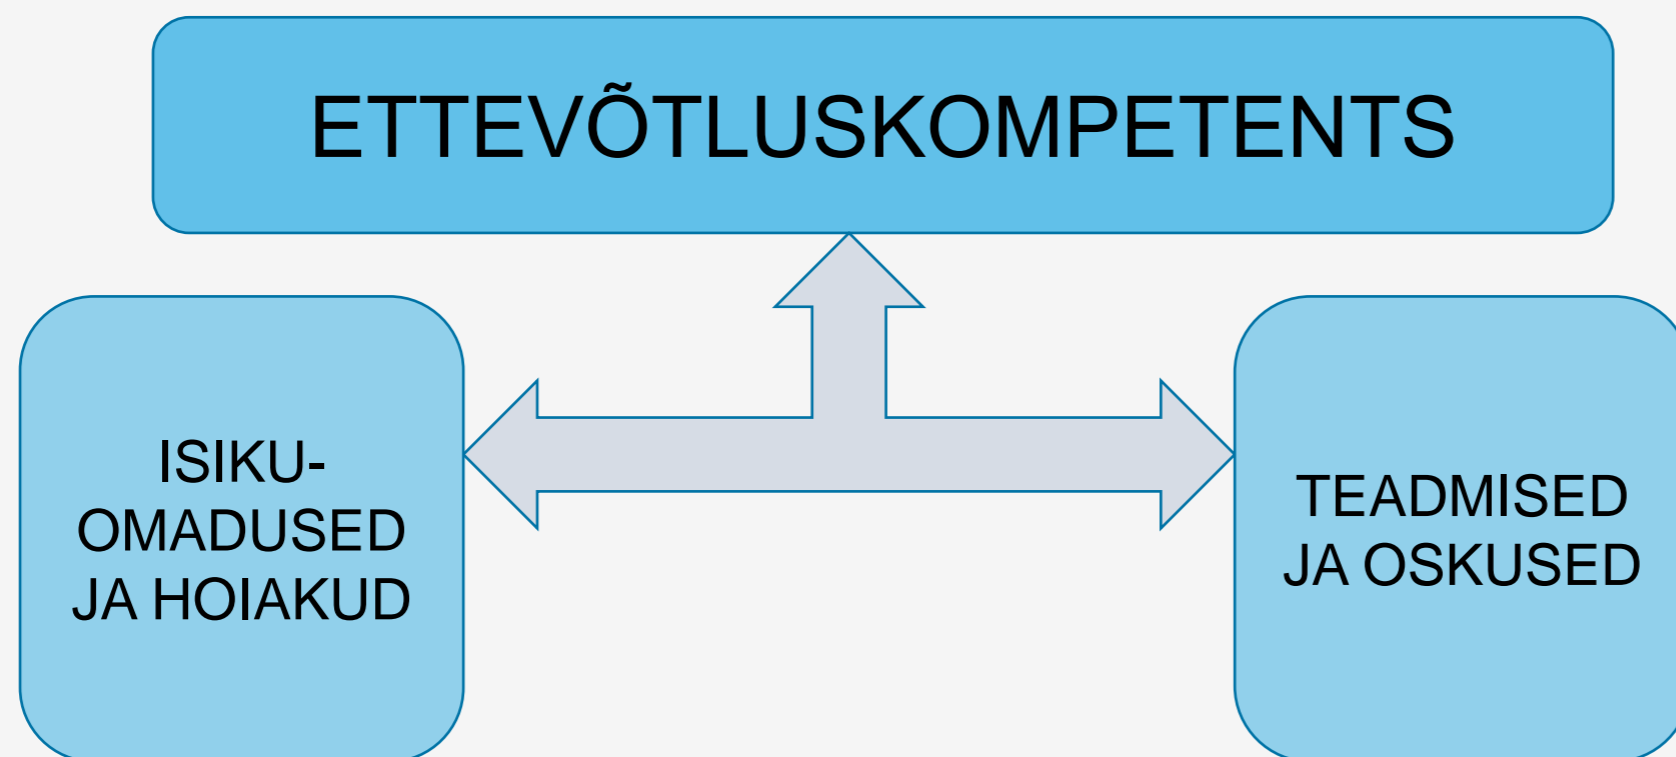 ETTEVÕTLUSKOMPETENTS
ISIKU-
OMADUSED
JA HOIAKUD
TEADMISED
JA OSKUSED